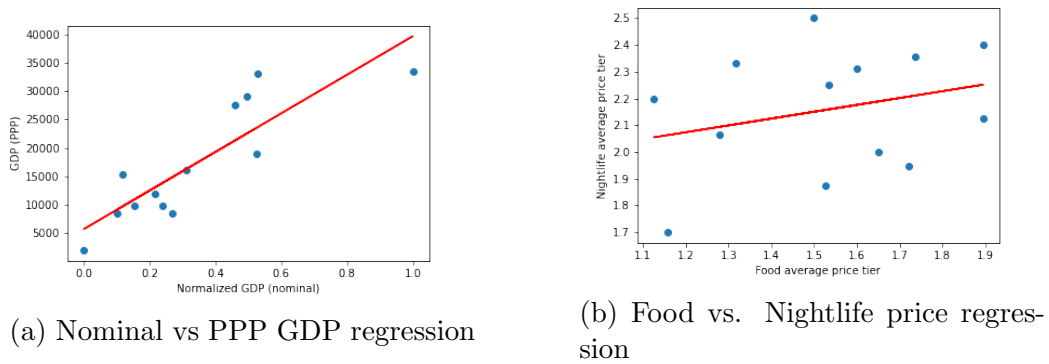 40000
35000
30000
25000
20000
15000
10000
5000
GDP (PPP)
0.0 0.2 0.4 0.6 0.8 1.0
Normalized GDP (nominal)
(a) Nominal vs PPP GDP regression
2.5
2.4
2.3
2.2
2.1
2.0
1.9
1.8
1.7
Nightlife average price tier
1.1 1.2 1.3 1.4 1.5 1.6 1.7 1.8 1.9
Food average price tier
(b) Food vs. Nightlife price regres-
sion